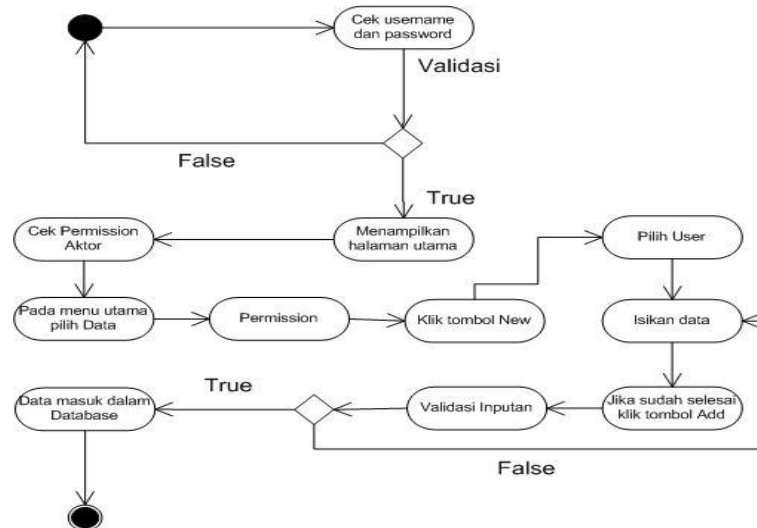 Cek username
dan password
Validasi
False
True
Cek Permission
Aktor
Menampilkan
halaman utama
Pilih User
Pada menu utama
pilih Data
Permission
Klik tombol New
Isikan data
True
Data masuk dalam
Database
Validasi Inputan
Jika sudah selesai
klik tombol Add
False